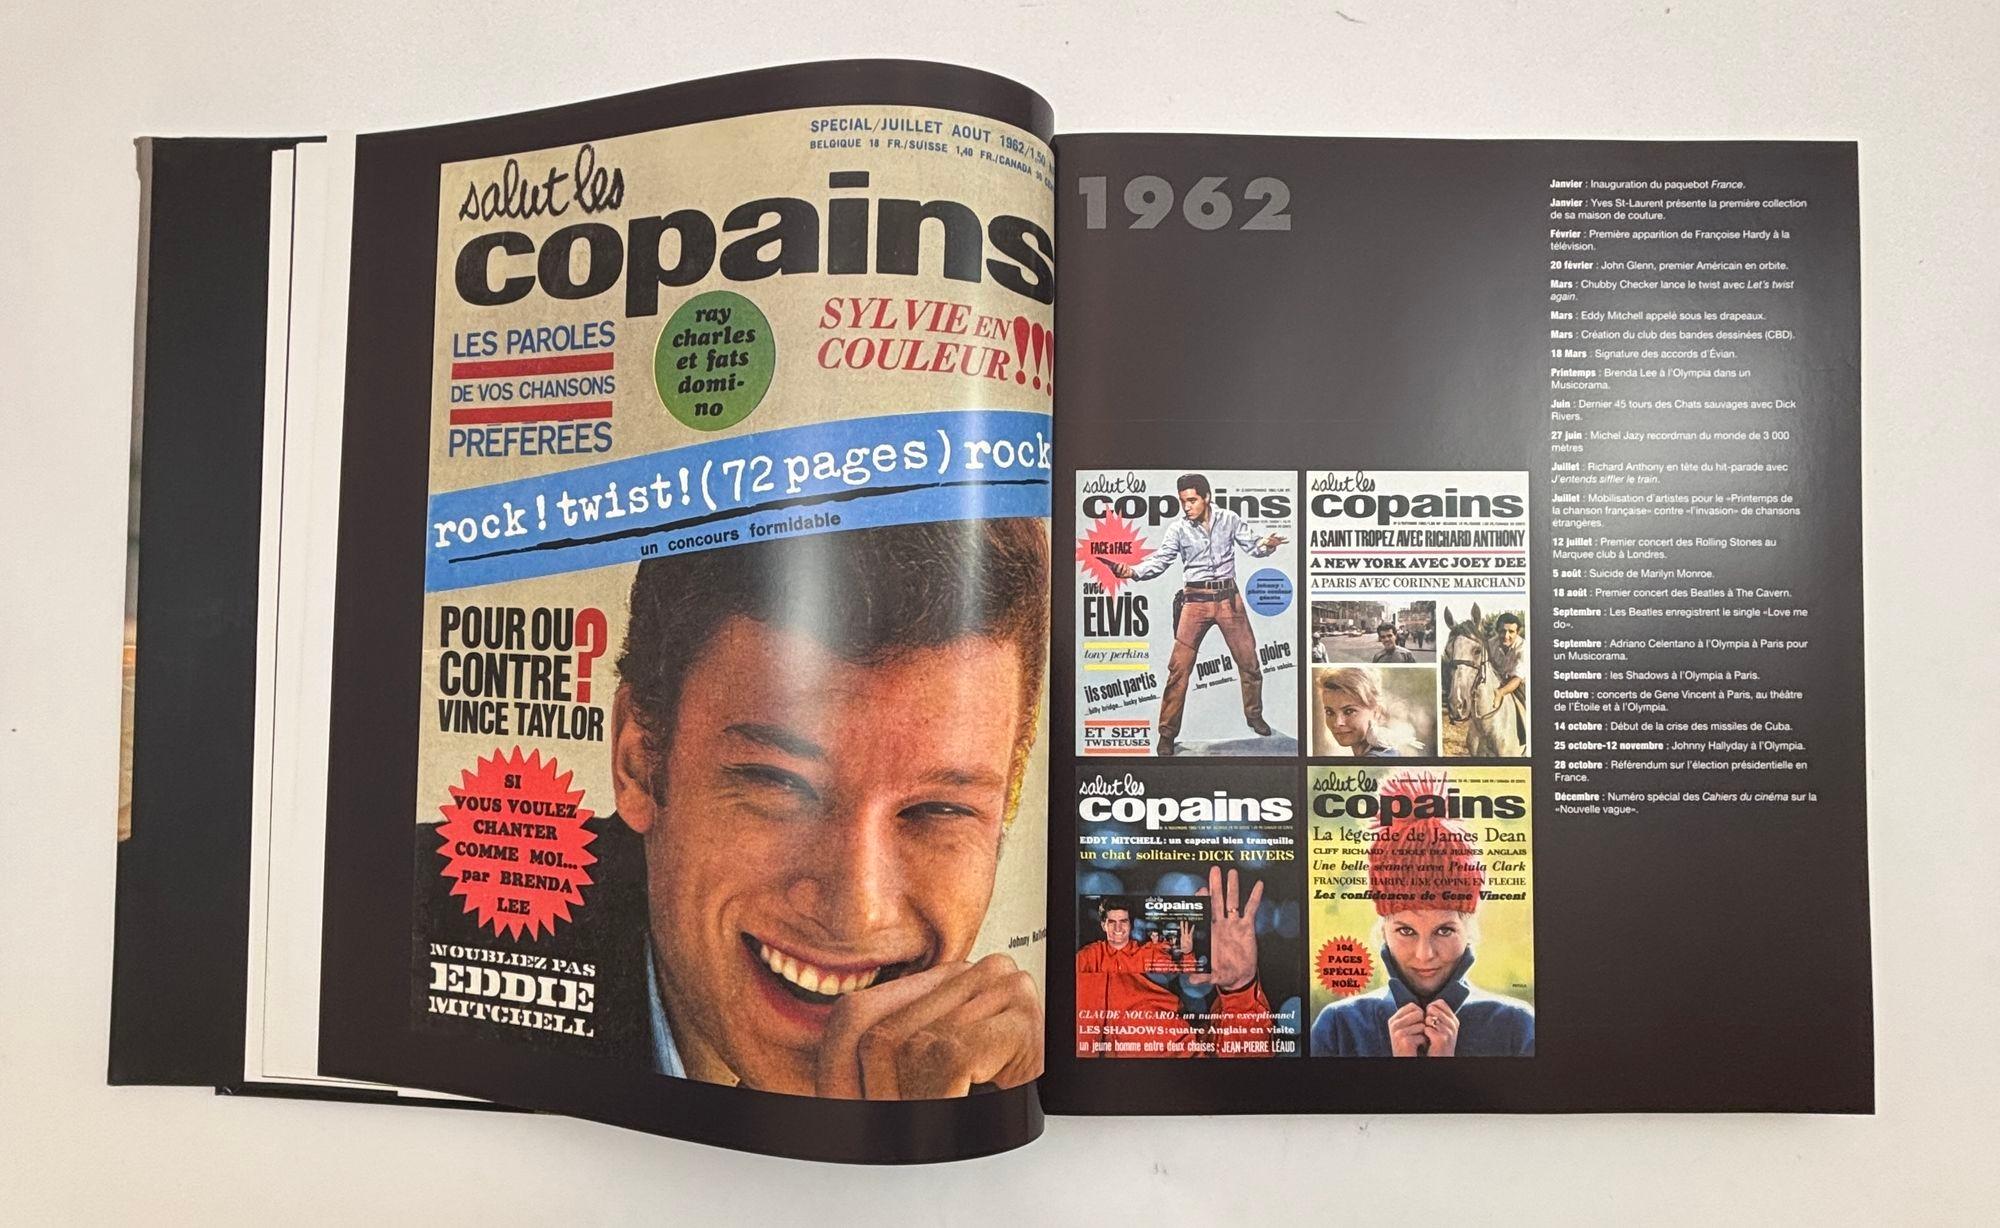 SPECIAL/JUILLET AOUT 1962/1,50
BELGIQUE 18 FR./SUISSE 1,40 FR./CANADA
salut les
copains
LES PAROLES
DE VOS CHANSONS
PRÉFÉRÉES
ray
charles
et fats
domi-
no
SYLVIE EN
COULEUR!!!
rock! twist! (72 pages) rock
un concours formidable
POUR OU
CONTRE?
VINCE TAYLOR
SI
VOUS VOULEZ
CHANTER
COMME MOI...
par BRENDA
LEE
NOUBLIEZ PAS
EDDIE
MITCHELL
Johnny
1962
salut les
copains
FACE à FACE
avec
ELVIS
tony perkins
ils sont partis
...billy bridge... lucky blondo...
ET SEPT
TWISTEUSES
johnny :
photo couleur
géante
pour la gloire
salut les
copains
A SAINT TROPEZ AVEC RICHARD ANTHONY
A NEW YORK AVEC JOEY DEE
A PARIS AVEC CORINNE MARCHAND
salut les
copains
EDDY MITCHELL: un caporal bien tranquille
un chat solitaire: DICK RIVERS
salut les
copains
CLAUDE NOUGARO: un numéro exceptionnel
LES SHADOWS: quatre Anglais en visite
un jeune homme entre deux chaises: JEAN-PIERRE LÉAUD
salut les
copains
La légende de James Dean
CLIFF RICHARD: L'IDOLE DES JEUNES ANGLAIS
Une belle séance avec Petula Clark
FRANÇOISE HARDY: UNE COPINE EN FLECHE
Les confidences de Gene Vincent
104
PAGES
SPÉCIAL
NOËL
Janvier : Inauguration du paquebot France.
Janvier : Yves St-Laurent présente la première collection
de sa maison de couture.
Février : Première apparition de Françoise Hardy à la
télévision.
20 février : John Glenn, premier Américain en orbite.
Mars : Chubby Checker lance le twist avec Let's twist
again.
Mars : Eddy Mitchell appelé sous les drapeaux.
Mars : Création du club des bandes dessinées (CBD).
18 Mars : Signature des accords d'Évian.
Printemps : Brenda Lee à l'Olympia dans un
Musicorama.
Juin : Dernier 45 tours des Chats sauvages avec Dick
Rivers.
27 juin : Michel Jazy recordman du monde de 3 000
mètres
Juillet : Richard Anthony en tête du hit-parade avec
J'entends siffler le train.
Juillet : Mobilisation d'artistes pour le «Printemps de
la chanson française» contre «l'invasion» de chansons
étrangères.
12 juillet : Premier concert des Rolling Stones au
Marquee club à Londres.
5 août : Suicide de Marilyn Monroe.
18 août : Premier concert des Beatles à The Cavern.
Septembre : Les Beatles enregistrent le single «Love me
do».
Septembre : Adriano Celentano à l'Olympia à Paris pour
un Musicorama.
Septembre : les Shadows à l'Olympia à Paris.
Octobre : concerts de Gene Vincent à Paris, au théâtre
de l'Étoile et à l'Olympia.
14 octobre : Début de la crise des missiles de Cuba.
25 octobre-12 novembre : Johnny Hallyday à l'Olympia.
28 octobre : Référendum sur l'élection présidentielle en
France.
Décembre : Numéro spécial des Cahiers du cinéma sur la
«Nouvelle vague».